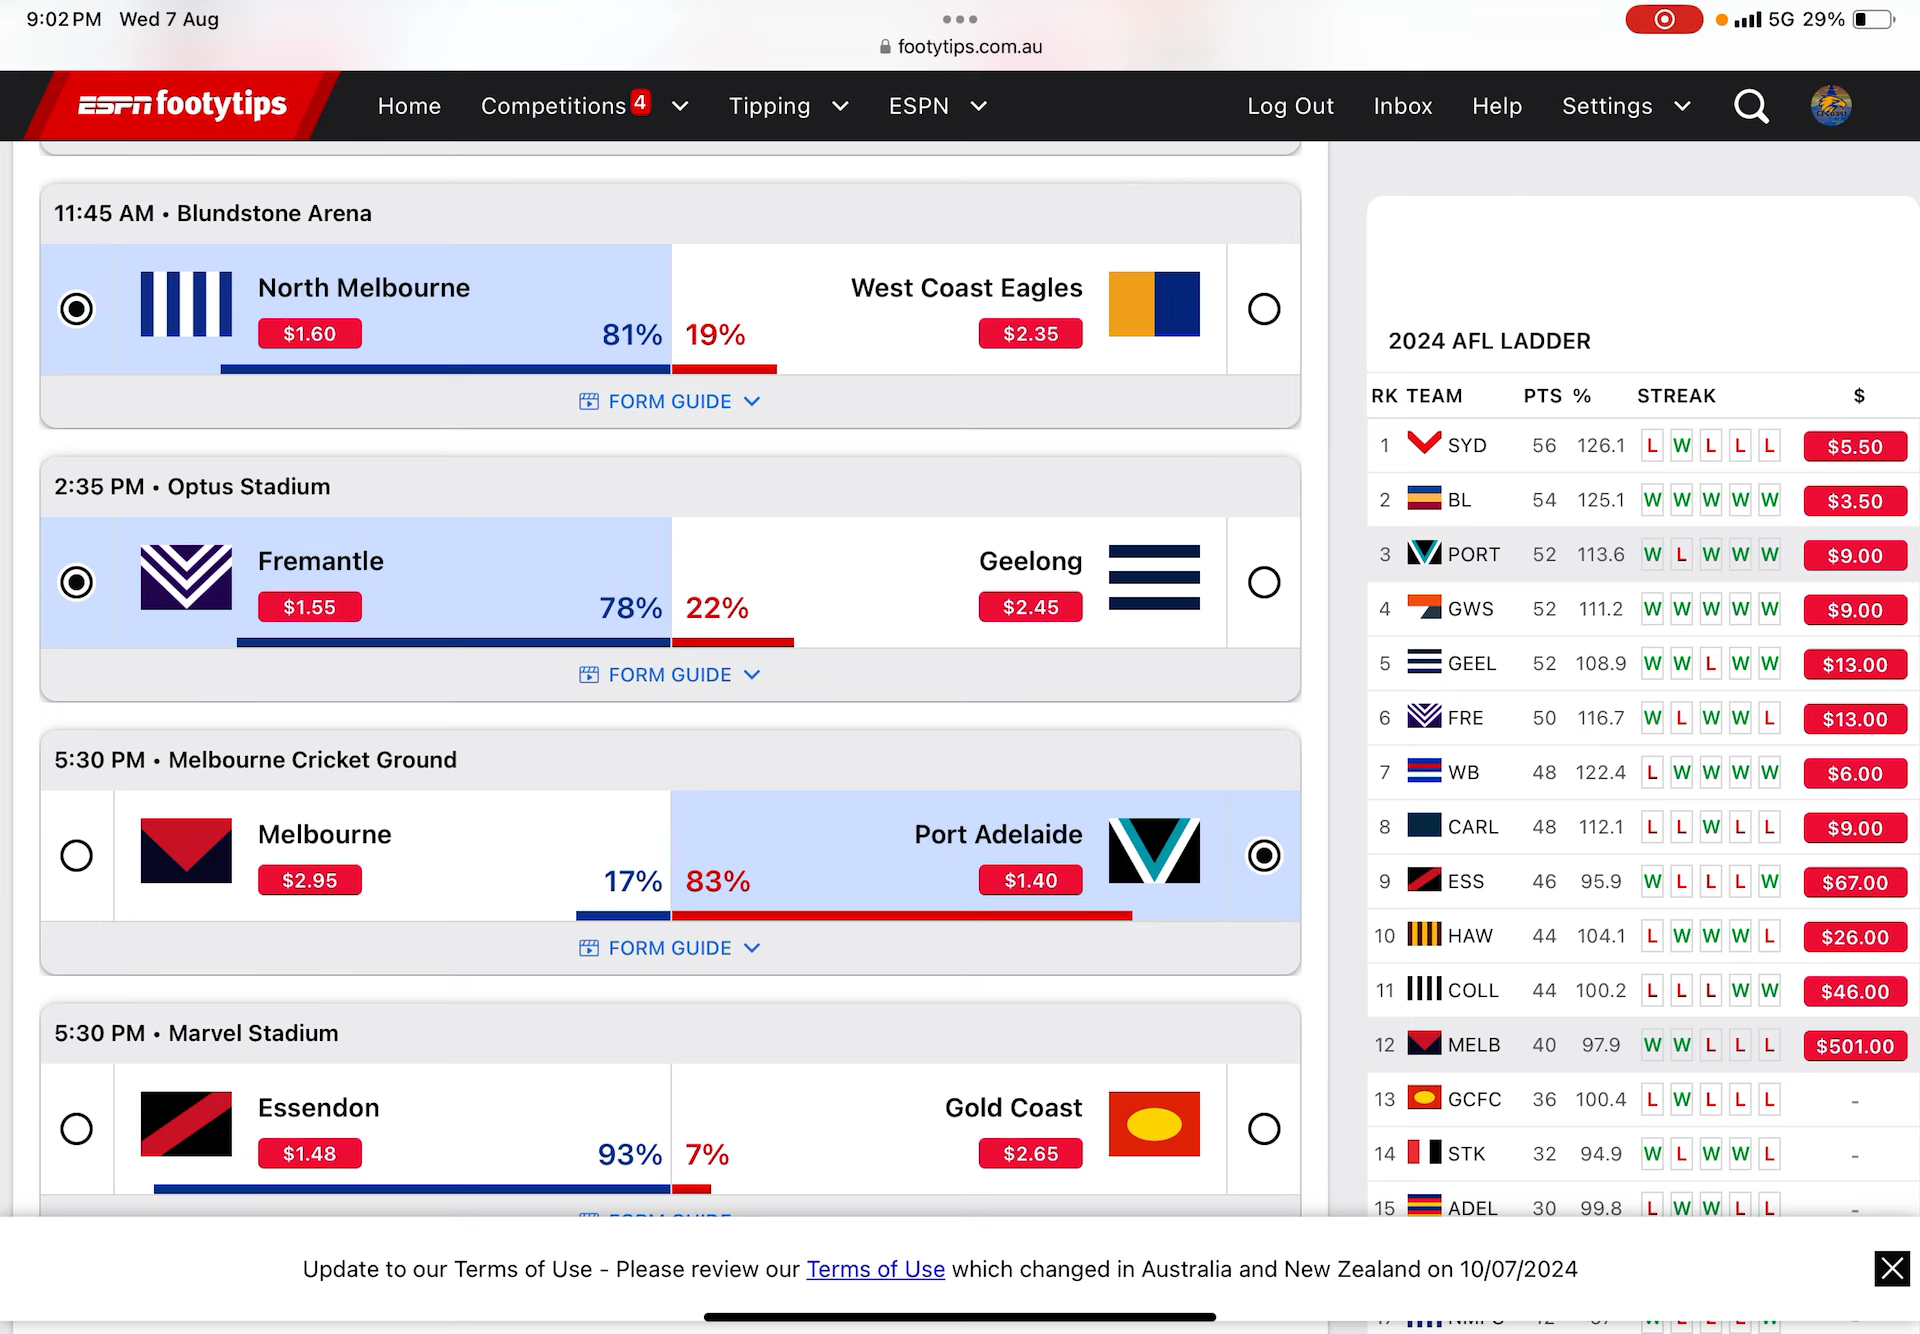 9:02 PM Wed 7 Aug
5G 29%
footytips.com.au
ESPN footytips
Home
Competitions 4
Tipping
ESPN
Log Out
Inbox
Help
Settings
11:45 AM • Blundstone Arena
North Melbourne
$1.60
81%
19%
West Coast Eagles
$2.35
FORM GUIDE
2:35 PM • Optus Stadium
Fremantle
$1.55
78%
22%
Geelong
$2.45
FORM GUIDE
5:30 PM • Melbourne Cricket Ground
Melbourne
$2.95
17%
83%
Port Adelaide
$1.40
FORM GUIDE
5:30 PM • Marvel Stadium
Essendon
$1.48
93%
7%
Gold Coast
$2.65
2024 AFL LADDER
RK TEAM PTS % STREAK $
1 SYD 56 126.1 L W L L L $5.50
2 BL 54 125.1 W W W W W $3.50
3 PORT 52 113.6 W L W W W $9.00
4 GWS 52 111.2 W W W W W $9.00
5 GEEL 52 108.9 W W L W W $13.00
6 FRE 50 116.7 W L W W L $13.00
7 WB 48 122.4 L W W W W $6.00
8 CARL 48 112.1 L L W L L $9.00
9 ESS 46 95.9 W L L L W $67.00
10 HAW 44 104.1 L W W W L $26.00
11 COLL 44 100.2 L L L W W $46.00
12 MELB 40 97.9 W W L L L $501.00
13 GCFC 36 100.4 L W L L L -
14 STK 32 94.9 W L W W L -
15 ADEL 30 99.8 L W W L L -
Update to our Terms of Use - Please review our Terms of Use which changed in Australia and New Zealand on 10/07/2024